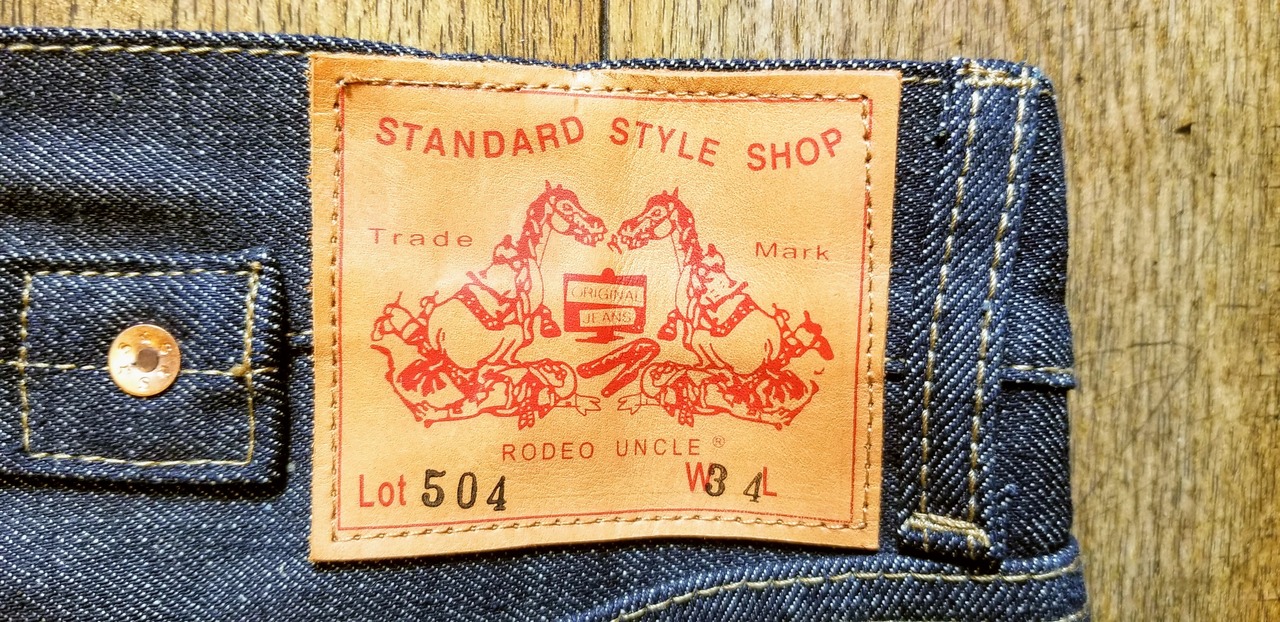 STANDARD STYLE SHOP
Trade Mark
ORIGINAL
JEANS
RODEO UNCLE ®
Lot 504 W34L